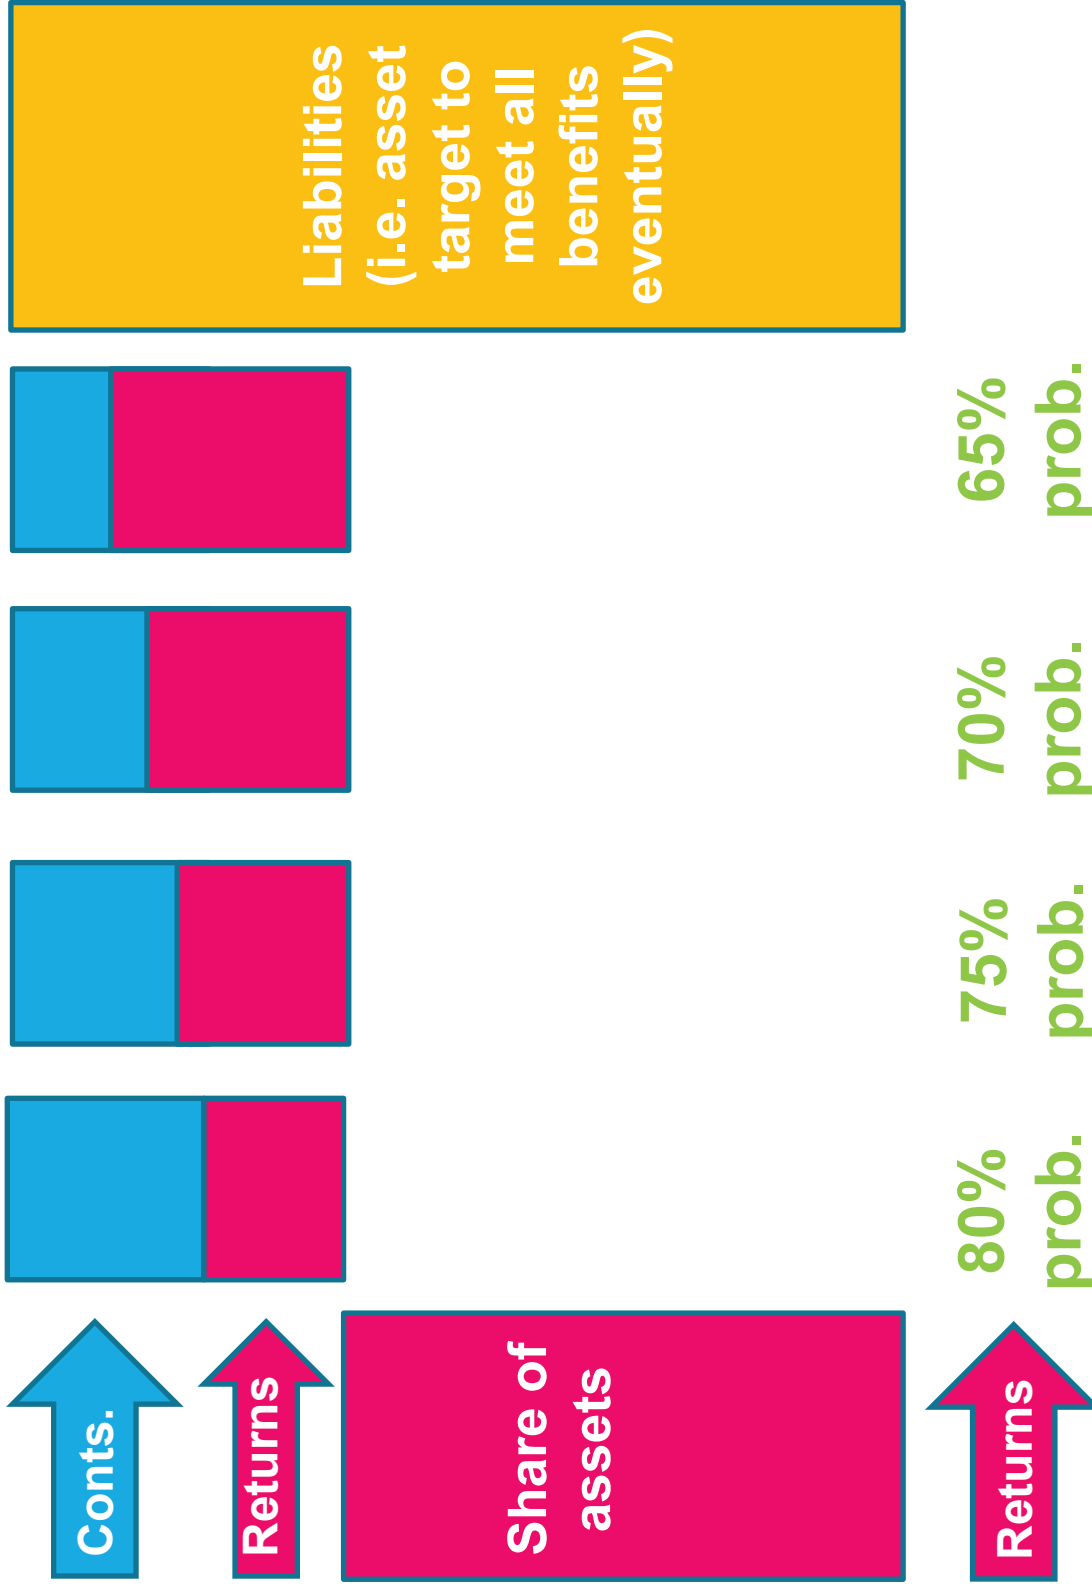 Conts.
Returns
Share of
assets
Returns
80%
prob.
75%
prob.
70%
prob.
65%
prob.
Liabilities
(i.e. asset
target to
meet all
benefits
eventually)